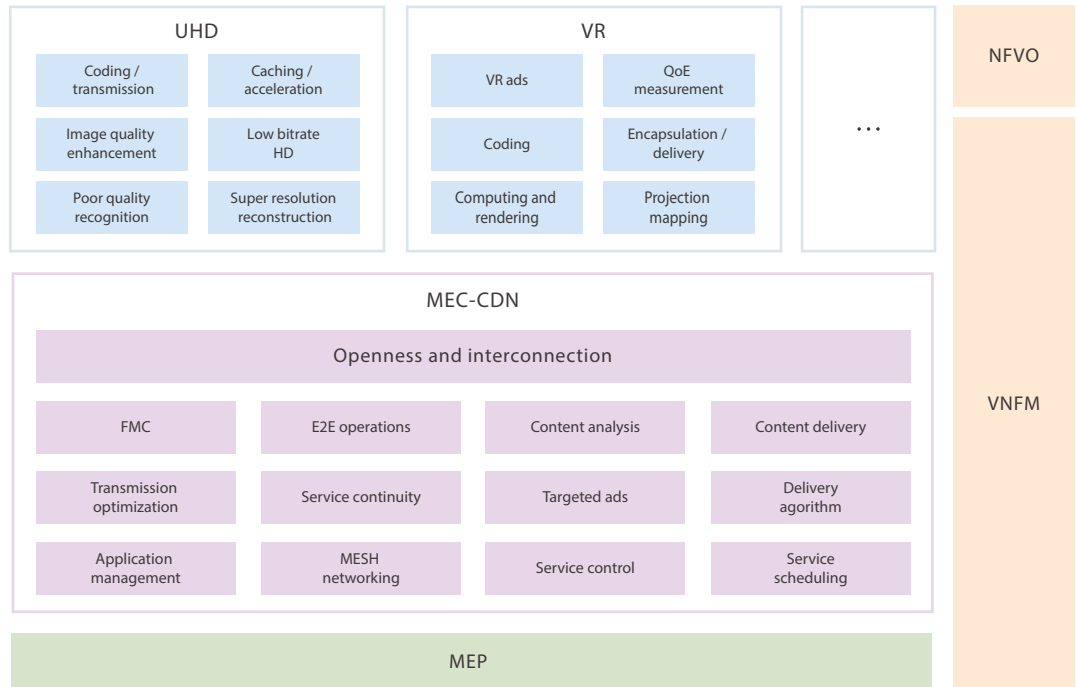 UHD
Coding /
transmission
Caching /
acceleration
Image quality
enhancement
Low bitrate
HD
Poor quality
recognition
Super resolution
reconstruction
VR
VR ads
QoE
measurement
Coding
Encapsulation /
delivery
Computing and
rendering
Projection
mapping
...
NFVO
VNFM
MEC-CDN
Openness and interconnection
FMC
E2E operations
Content analysis
Content delivery
Transmission
optimization
Service continuity
Targeted ads
Delivery
agorithm
Application
management
MESH
networking
Service control
Service
scheduling
MEP